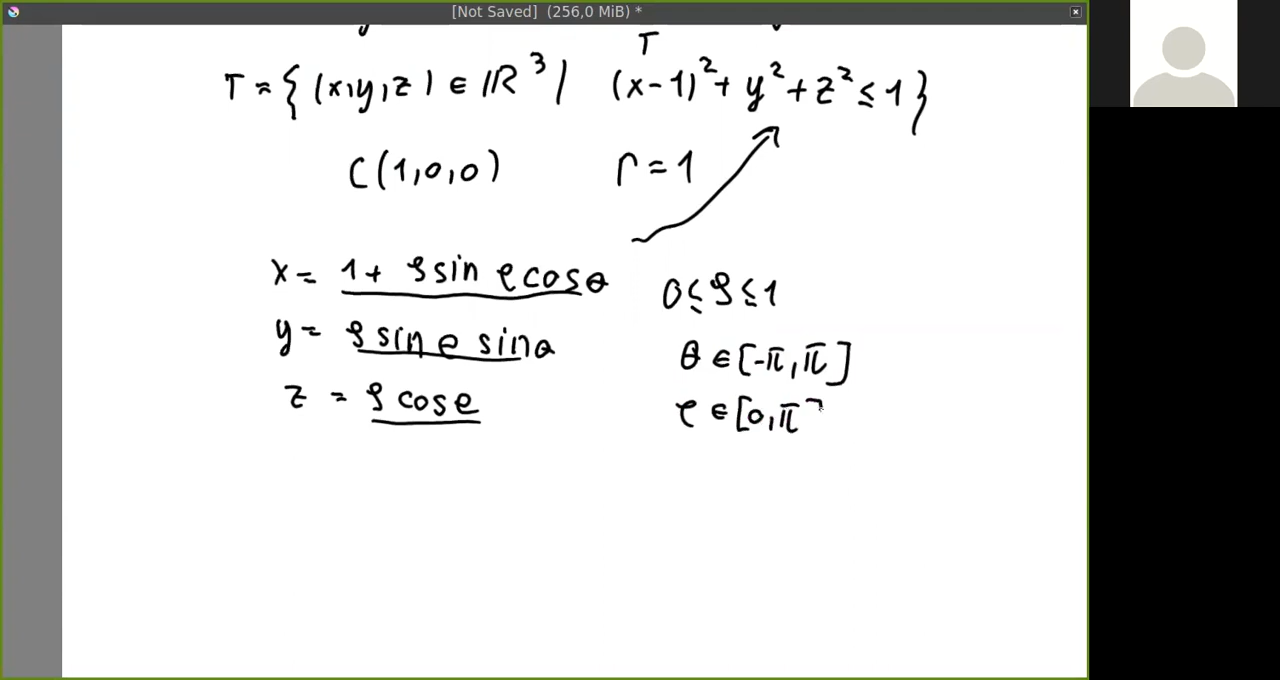 [Not Saved] (256,0 MiB) *
T
T = { (x,y,z) ∈ ℝ³ | (x-1)² + y² + z² ≤ 1 }
C(1,0,0) r = 1
x = 1 + ρ sin φ cos θ 0 ≤ ρ ≤ 1
y = ρ sin φ sin θ θ ∈ [-π, π]
z = ρ cos φ φ ∈ [0, π]